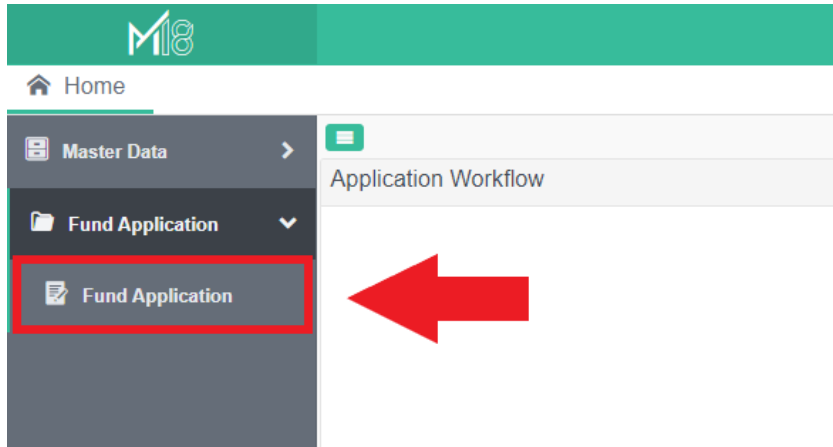 M18
Home
Master Data
Application Workflow
Fund Application
Fund Application